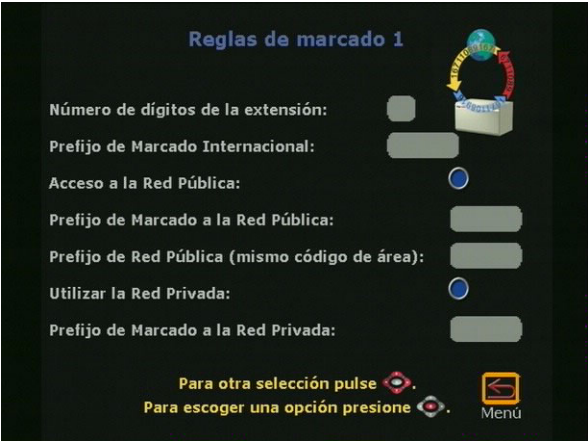 Reglas de marcado 1
Número de dígitos de la extensión:
Prefijo de Marcado Internacional:
Acceso a la Red Pública:
Prefijo de Marcado a la Red Pública:
Prefijo de Red Pública (mismo código de área):
Utilizar la Red Privada:
Prefijo de Marcado a la Red Privada:
Para otra selección pulse .
Para escoger una opción presione .
Menú